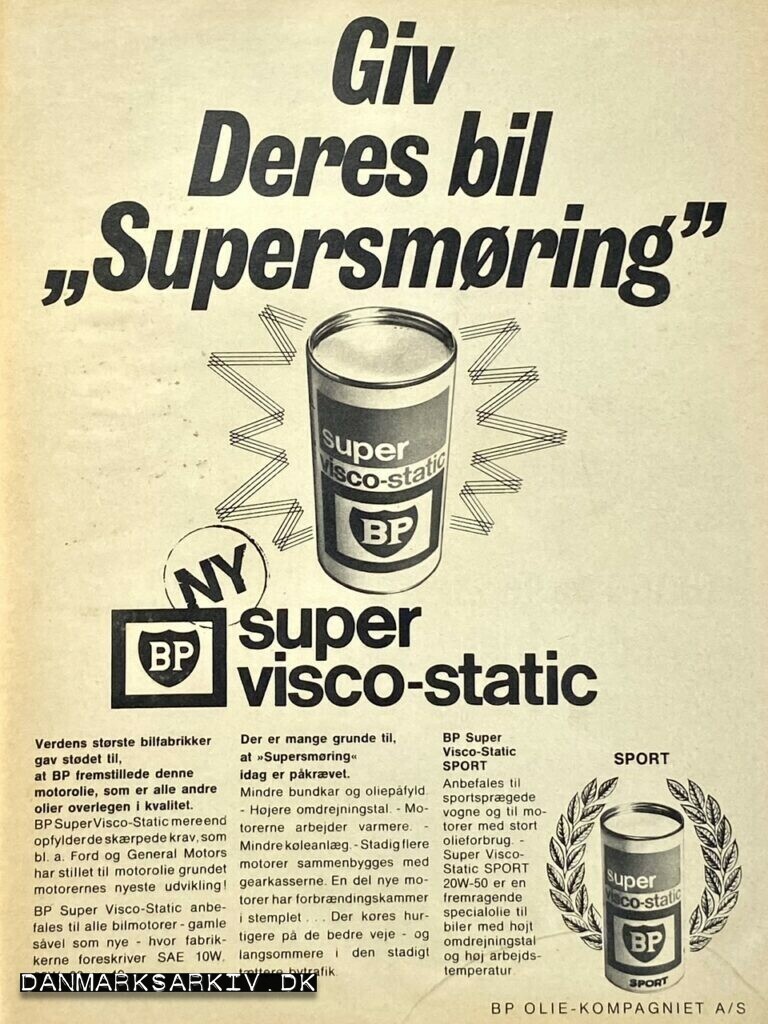 Giv
Deres bil
„Supersmøring”
super
visco-static
BP
NY
BP
super
visco-static
Verdens største bilfabrikker
gav stødet til,
at BP fremstillede denne
motorolie, som er alle andre
olier overlegen i kvalitet.
BP Super Visco-Static mere end
opfylder de skærpede krav, som
bl. a. Ford og General Motors
har stillet til motorolie grundet
motorernes nyeste udvikling!
BP Super Visco-Static anbe-
fales til alle bilmotorer - gamle
såvel som nye - hvor fabrik-
kerne foreskriver SAE 10W.
Der er mange grunde til,
at »Supersmøring«
idag er påkrævet.
Mindre bundkar og oliepåfyld.
- Højere omdrejningstal. - Mo-
torerne arbejder varmere. -
Mindre køleanlæg. - Stadig flere
motorer sammenbygges med
gearkasserne. En del nye mo-
torer har forbrændingskammer
i stemplet . . . Der køres hur-
tigere på de bedre veje - og
langsommere i den stadigt
tættere bytrafik
BP Super
Visco-Static
SPORT
Anbefales til
sportsprægede
vogne og til mo-
torer med stort
olieforbrug. -
Super Visco-
Static SPORT
20W-50 er en
fremragende
specialolie til
biler med højt
omdrejningstal
og høj arbejds-
temperatur.
SPORT
super
visco-static
BP
SPORT
DANMARKSARKIV.DK
BP OLIE-KOMPAGNIET A/S